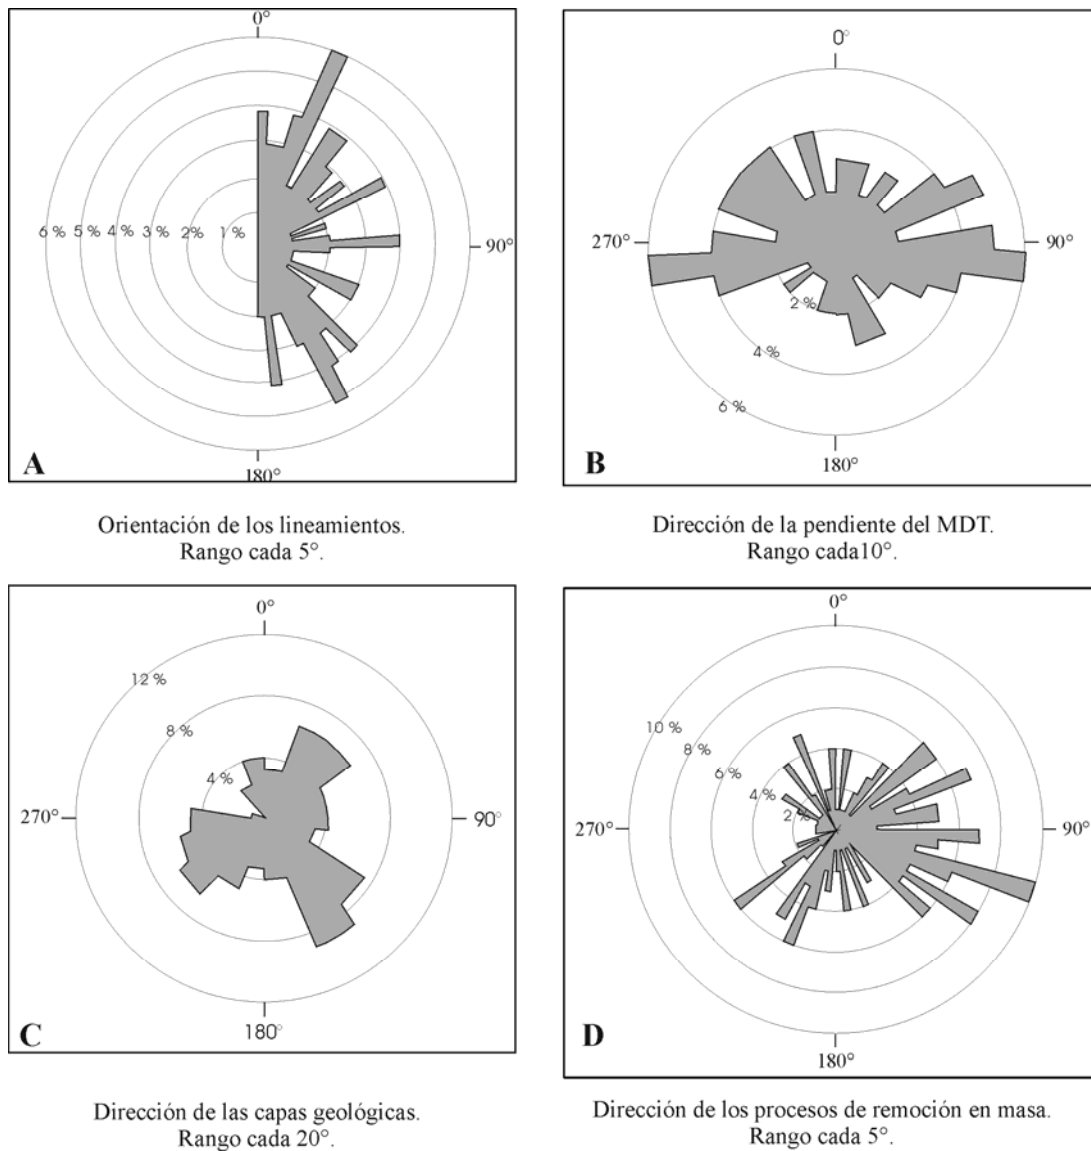 0°
6 % 5 % 4 % 3 % 2% 1 %
90°
A
180°
Orientación de los lineamientos.
Rango cada 5°.
0°
270°
90°
2 %
4 %
6 %
B
180°
Dirección de la pendiente del MDT.
Rango cada10°.
0°
12 %
8 %
4 %
270°
90°
C
180°
Dirección de las capas geológicas.
Rango cada 20°.
0°
10 %
8 %
6 %
4 %
2 %
270°
90°
D
180°
Dirección de los procesos de remoción en masa.
Rango cada 5°.